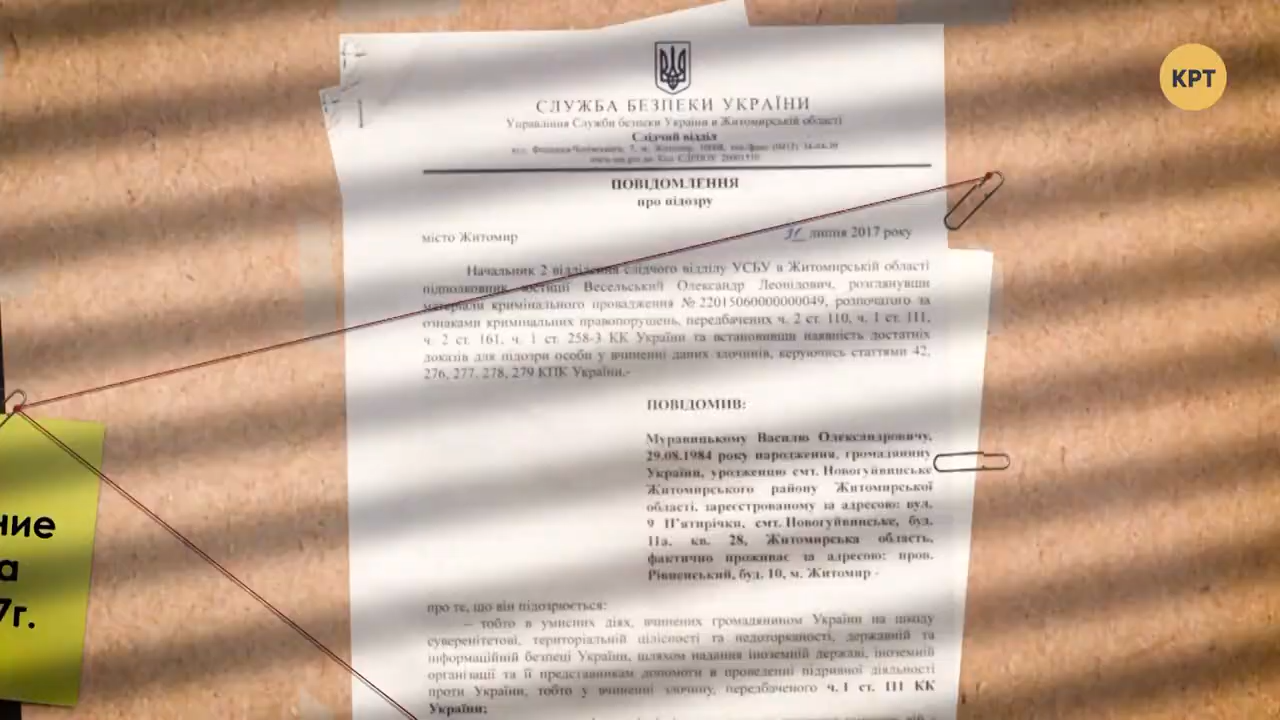 КРТ
СЛУЖБА БЕЗПЕКИ УКРАЇНИ
Управління Служби безпеки України в Житомирській області
Слідчий відділ
ПОВІДОМЛЕННЯ
про підозру
місто Житомир
31 липня 2017 року
Начальник 2 відділення слідчого відділу УСБУ в Житомирській області
підполковник юстиції Весельський Олександр Леонідович, розглянувши
матеріали кримінального провадження №22015060000000049, розпочатого за
ознаками кримінальних правопорушень, передбачених ч. 2 ст. 110, ч. 1 ст. 111,
ч. 2 ст. 161, ч. 1 ст. 258-3 КК України та встановивши наявність достатніх
доказів для підозри особи у вчиненні даних злочинів, керуючись статтями 42,
276, 277, 278, 279 КПК України,-
ПОВІДОМИВ:
Муравицькому Василю Олександровичу,
29.08.1984 року народження, громадянину
України, уродженцю смт. Новогуйвинське
Житомирського району Житомирської
області, зареєстрованому за адресою: вул.
9 П'ятирічки, смт. Новогуйвинське, буд.
11а, кв. 28, Житомирська область,
фактично проживає за адресою: пров.
Рівненський, буд. 10, м. Житомир -
про те, що він підозрюється:
– тобто в умисних діях, вчинених громадянином України на шкоду
суверенітетові, територіальній цілісності та недоторканості, державній та
інформаційній безпеці України, шляхом надання іноземній державі, іноземній
організації та її представникам допомоги в проведенні підривної діяльності
проти України, тобто у вчиненні злочину, передбаченого ч. 1 ст. 111 КК
України;
ние
а
7г.